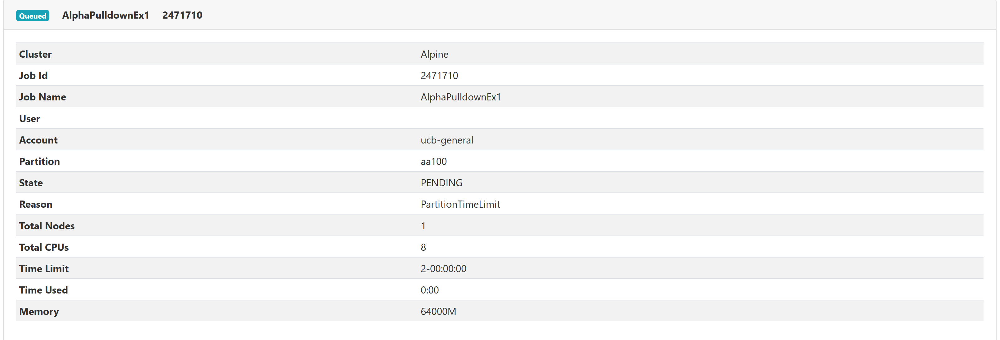 Queued AlphaPulldownEx1 2471710
Cluster Alpine
Job Id 2471710
Job Name AlphaPulldownEx1
User
Account ucb-general
Partition aa100
State PENDING
Reason PartitionTimeLimit
Total Nodes 1
Total CPUs 8
Time Limit 2-00:00:00
Time Used 0:00
Memory 64000M